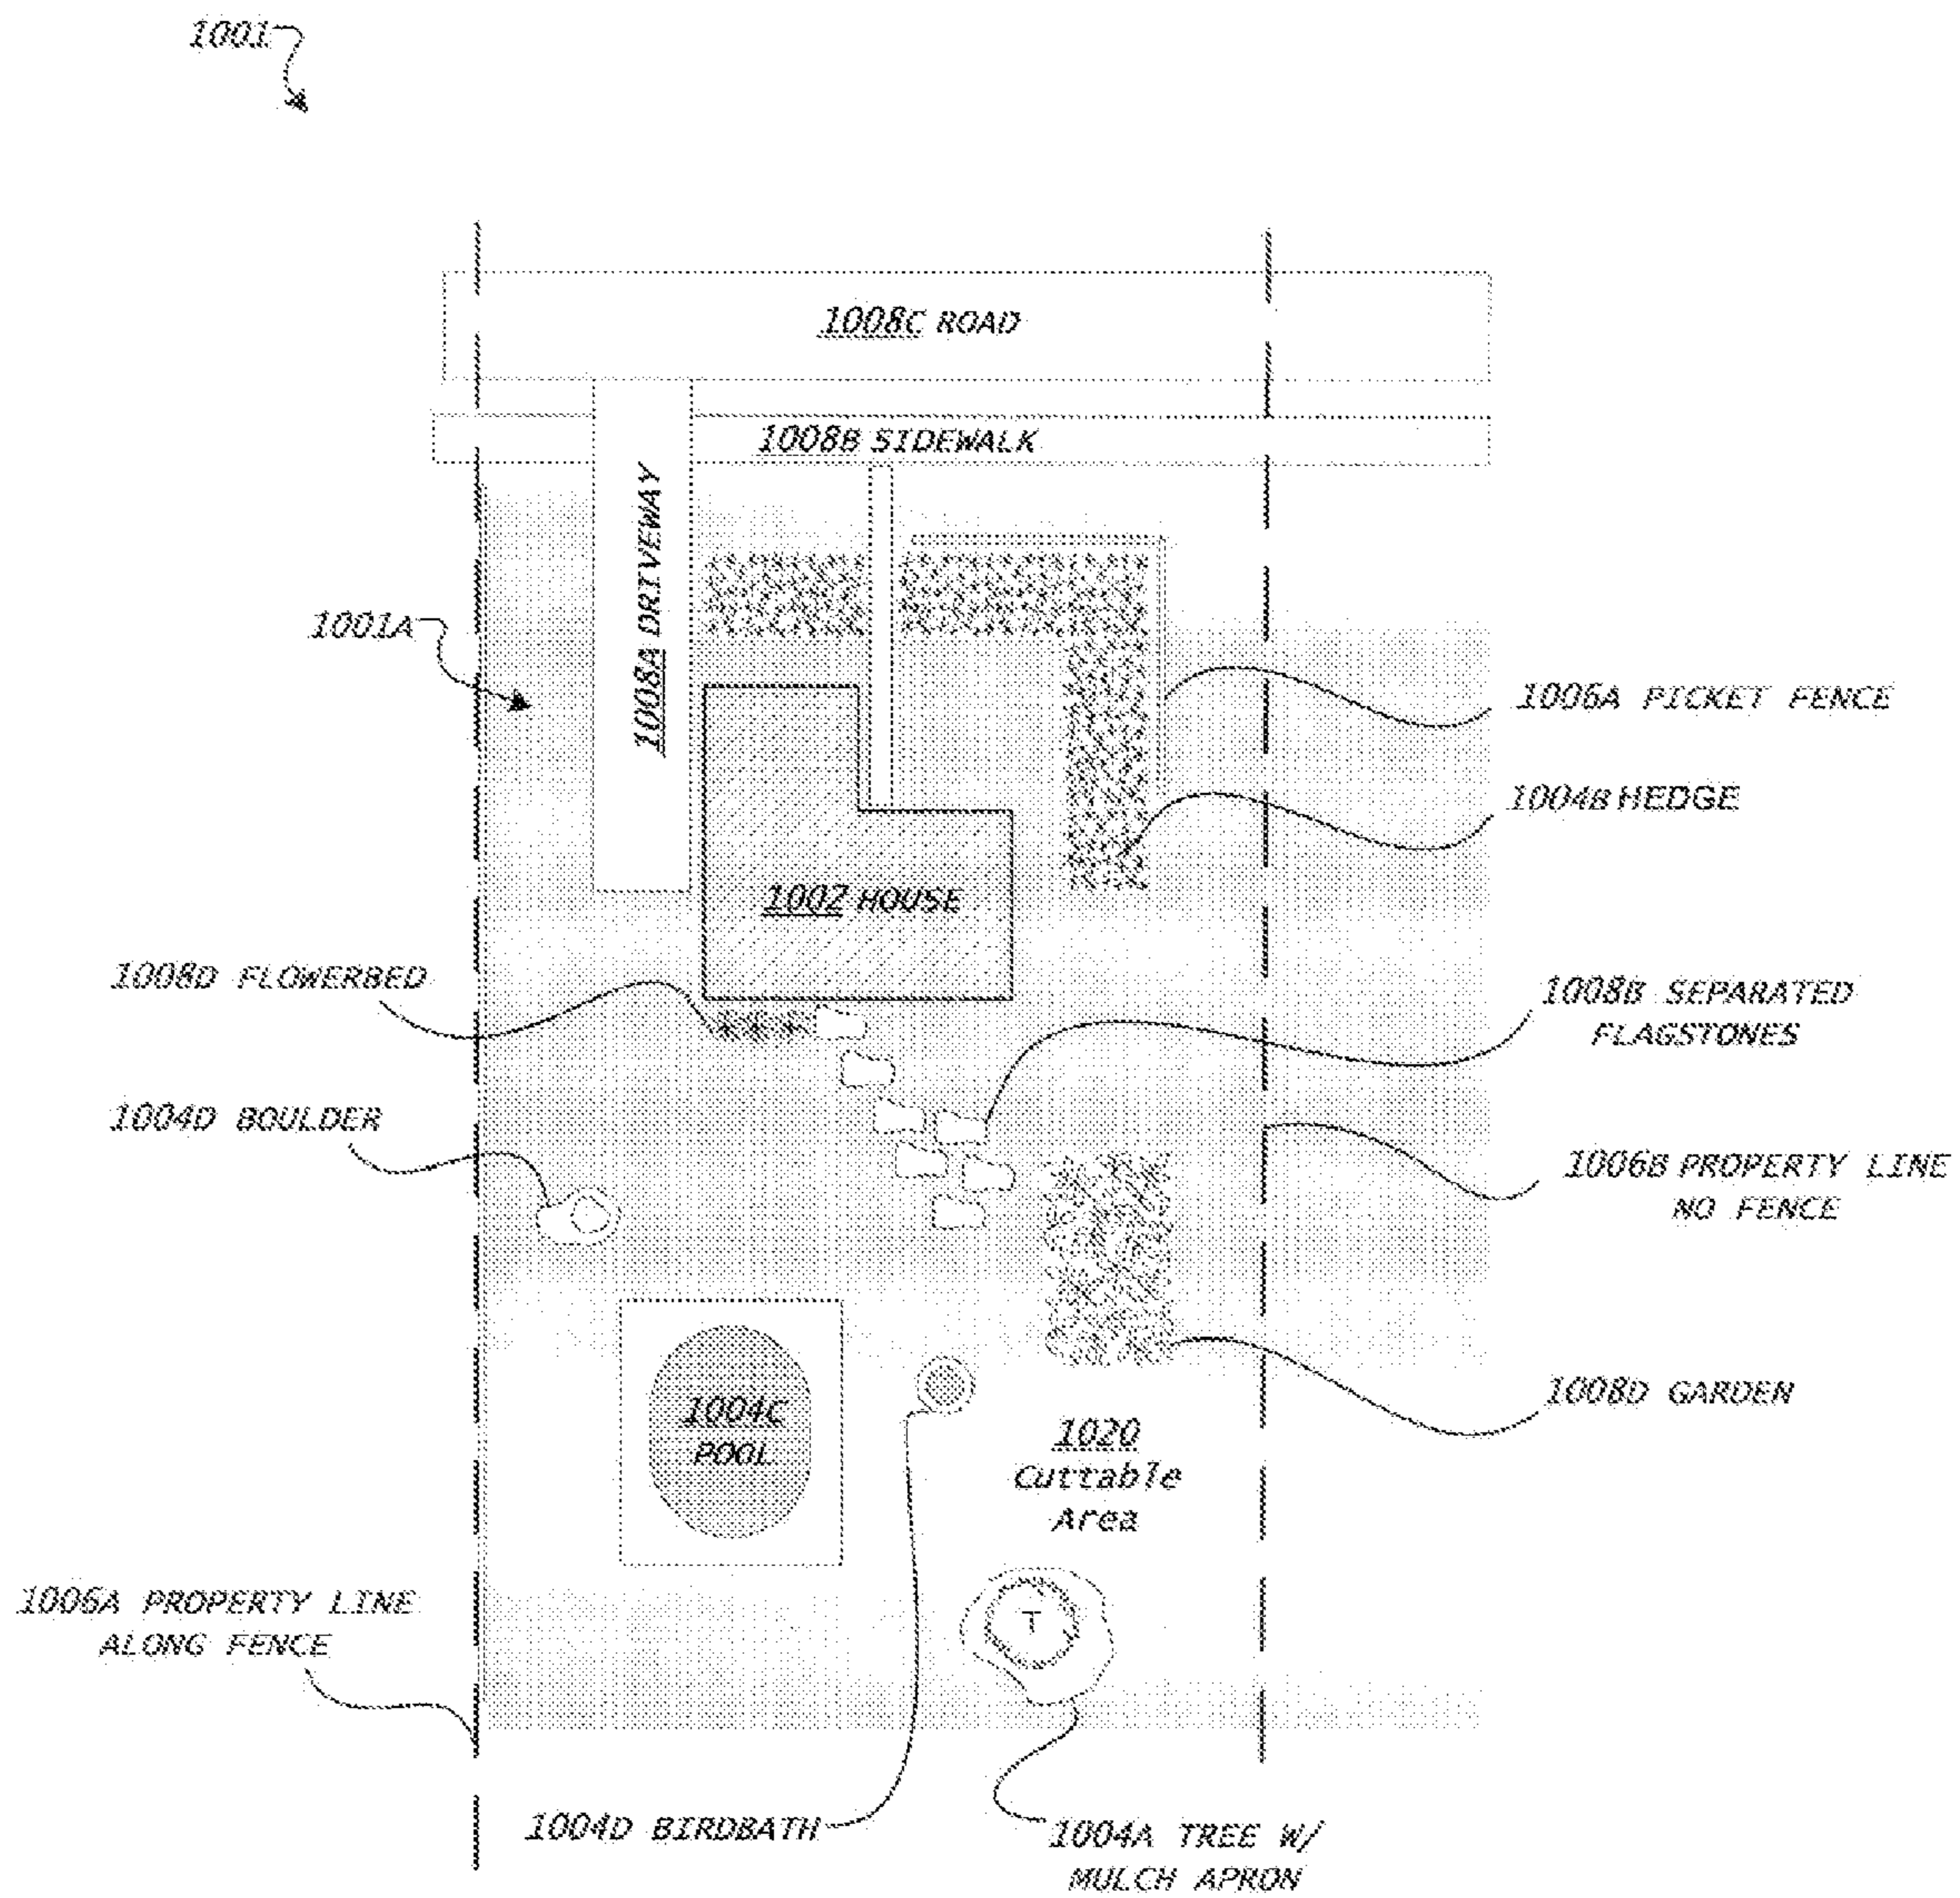 1001
1008C ROAD
1008B SIDEWALK
1008A DRIVEWAY
1001A
1006A PICKET FENCE
1004B HEDGE
1002 HOUSE
1008D FLOWERBED
1008B SEPARATED
FLAGSTONES
1004D BOULDER
1006B PROPERTY LINE
NO FENCE
1008D GARDEN
1004C
POOL
1020
Cuttable
Area
T
1006A PROPERTY LINE
ALONG FENCE
1004D BIRDBATH
1004A TREE W/
MULCH APRON